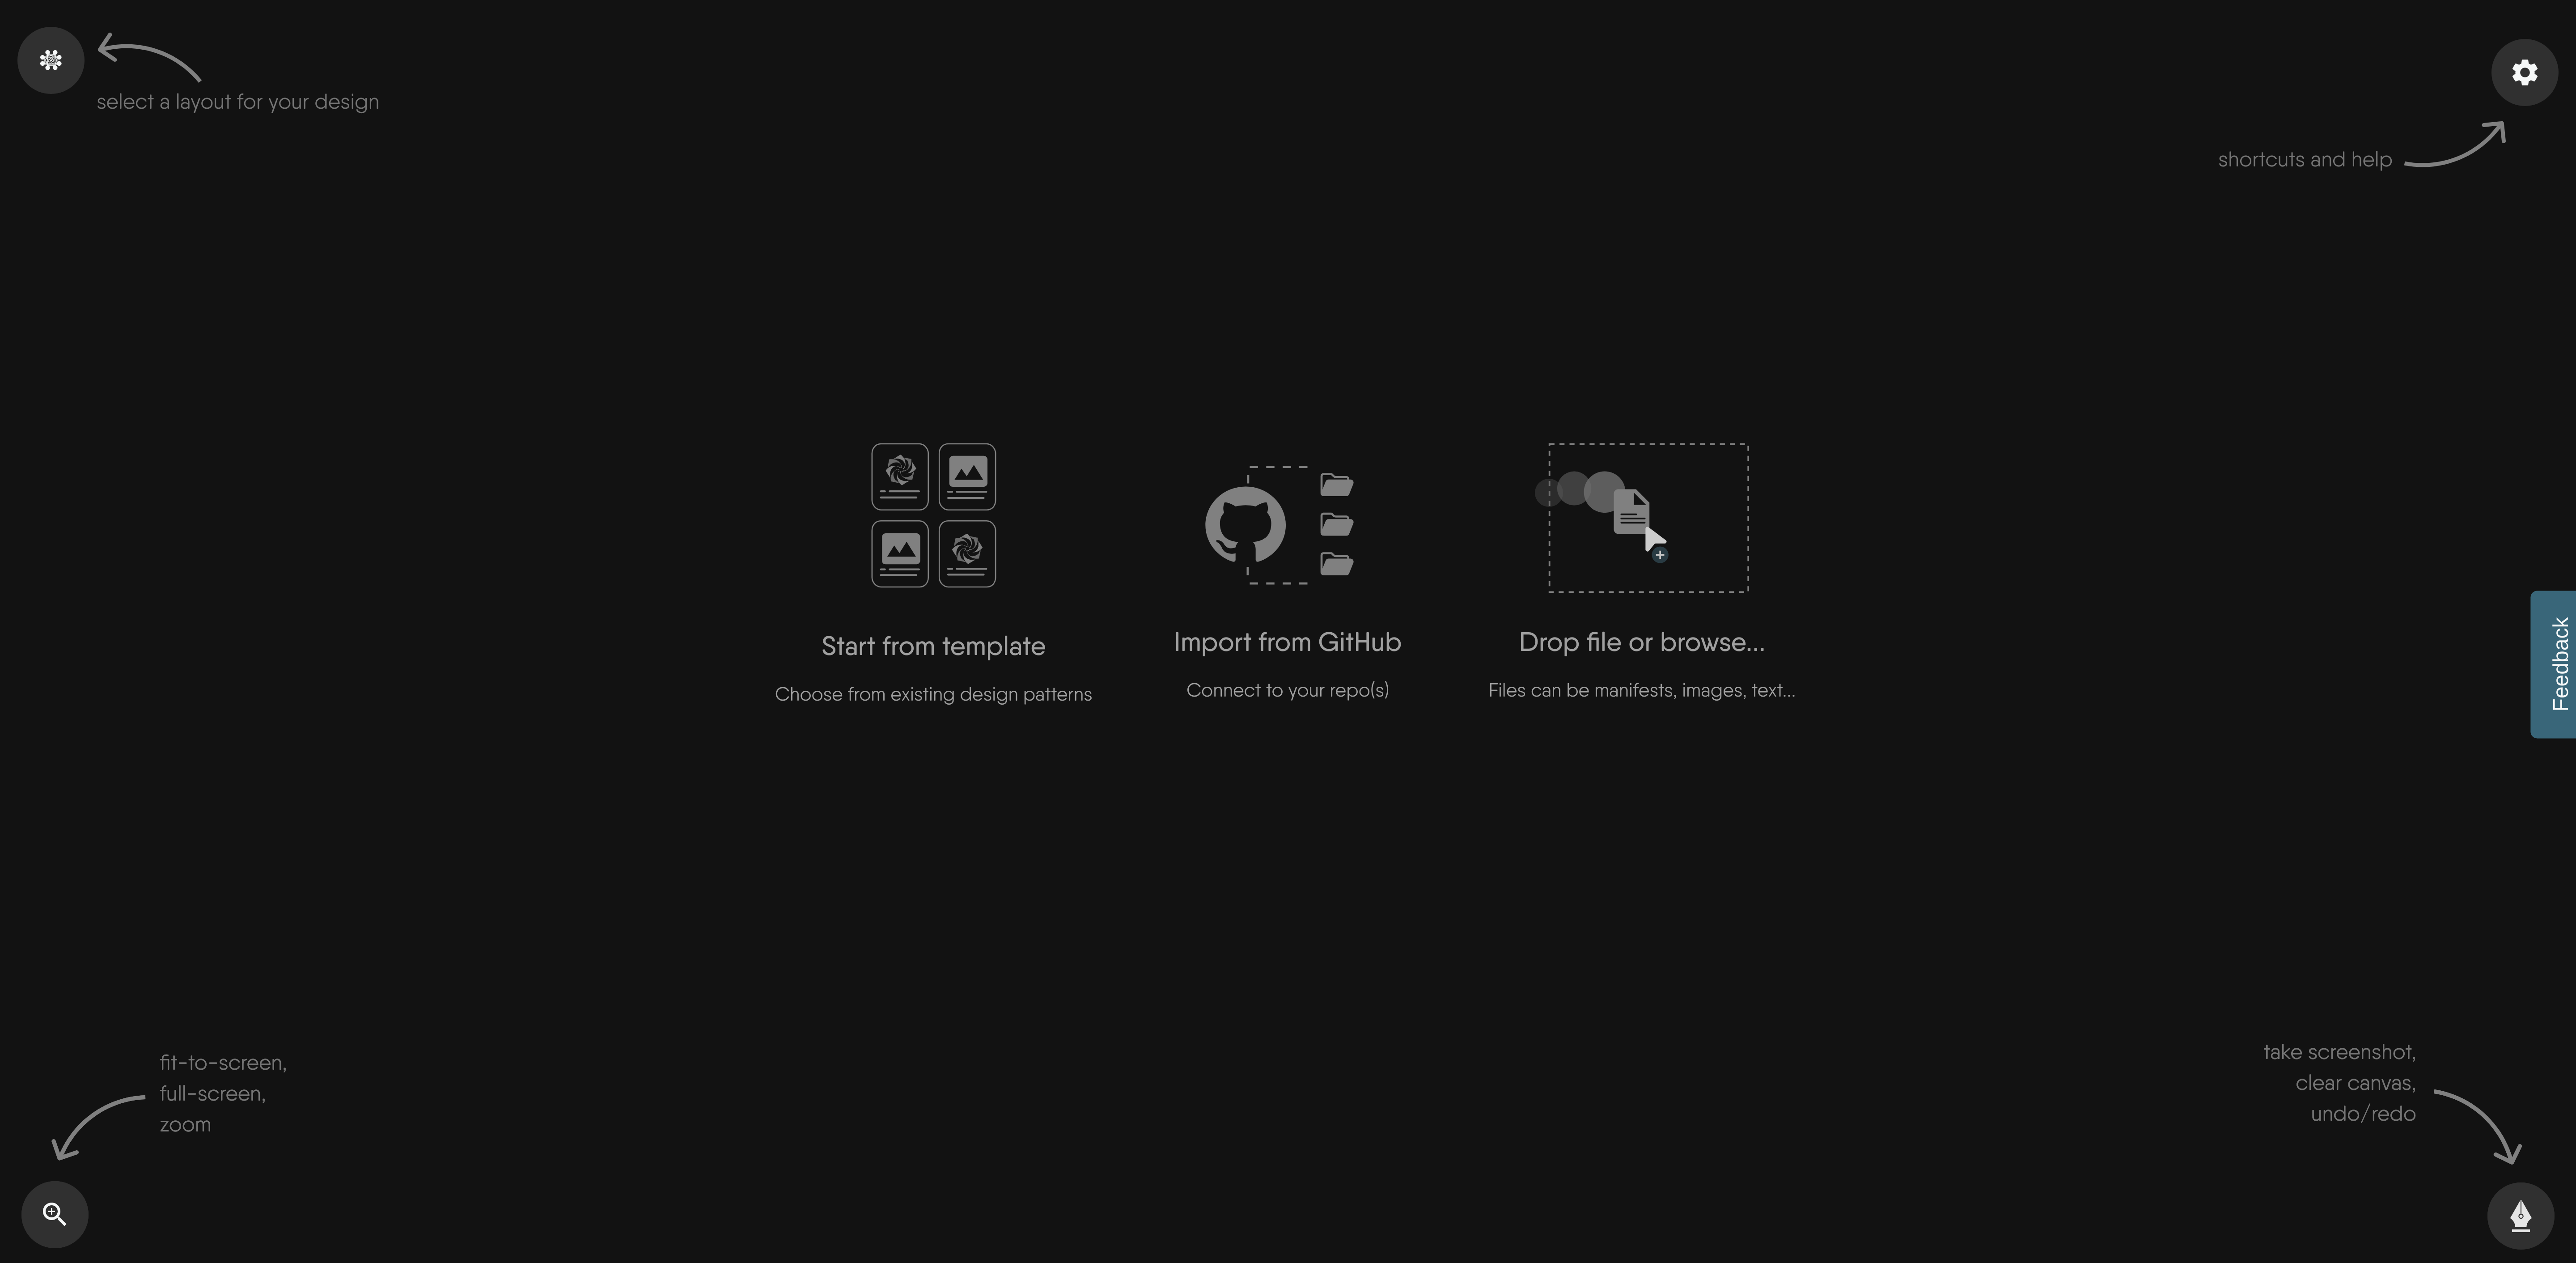 select a layout for your design
shortcuts and help
Start from template
Choose from existing design patterns
Import from GitHub
Connect to your repo(s)
Drop file or browse...
Files can be manifests, images, text...
Feedback
fit-to-screen,
full-screen,
zoom
take screenshot,
clear canvas,
undo/redo